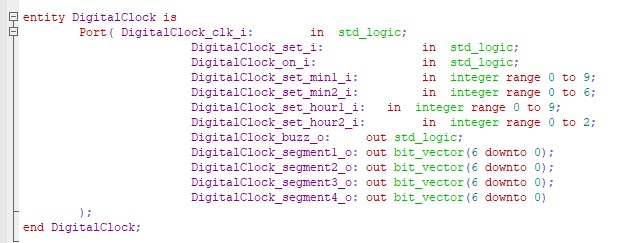 entity DigitalClock is
Port( DigitalClock_clk_i: in std_logic;
DigitalClock_set_i: in std_logic;
DigitalClock_on_i: in std_logic;
DigitalClock_set_min1_i: in integer range 0 to 9;
DigitalClock_set_min2_i: in integer range 0 to 6;
DigitalClock_set_hour1_i: in integer range 0 to 9;
DigitalClock_set_hour2_i: in integer range 0 to 2;
DigitalClock_buzz_o: out std_logic;
DigitalClock_segment1_o: out bit_vector(6 downto 0);
DigitalClock_segment2_o: out bit_vector(6 downto 0);
DigitalClock_segment3_o: out bit_vector(6 downto 0);
DigitalClock_segment4_o: out bit_vector(6 downto 0)
);
end DigitalClock;